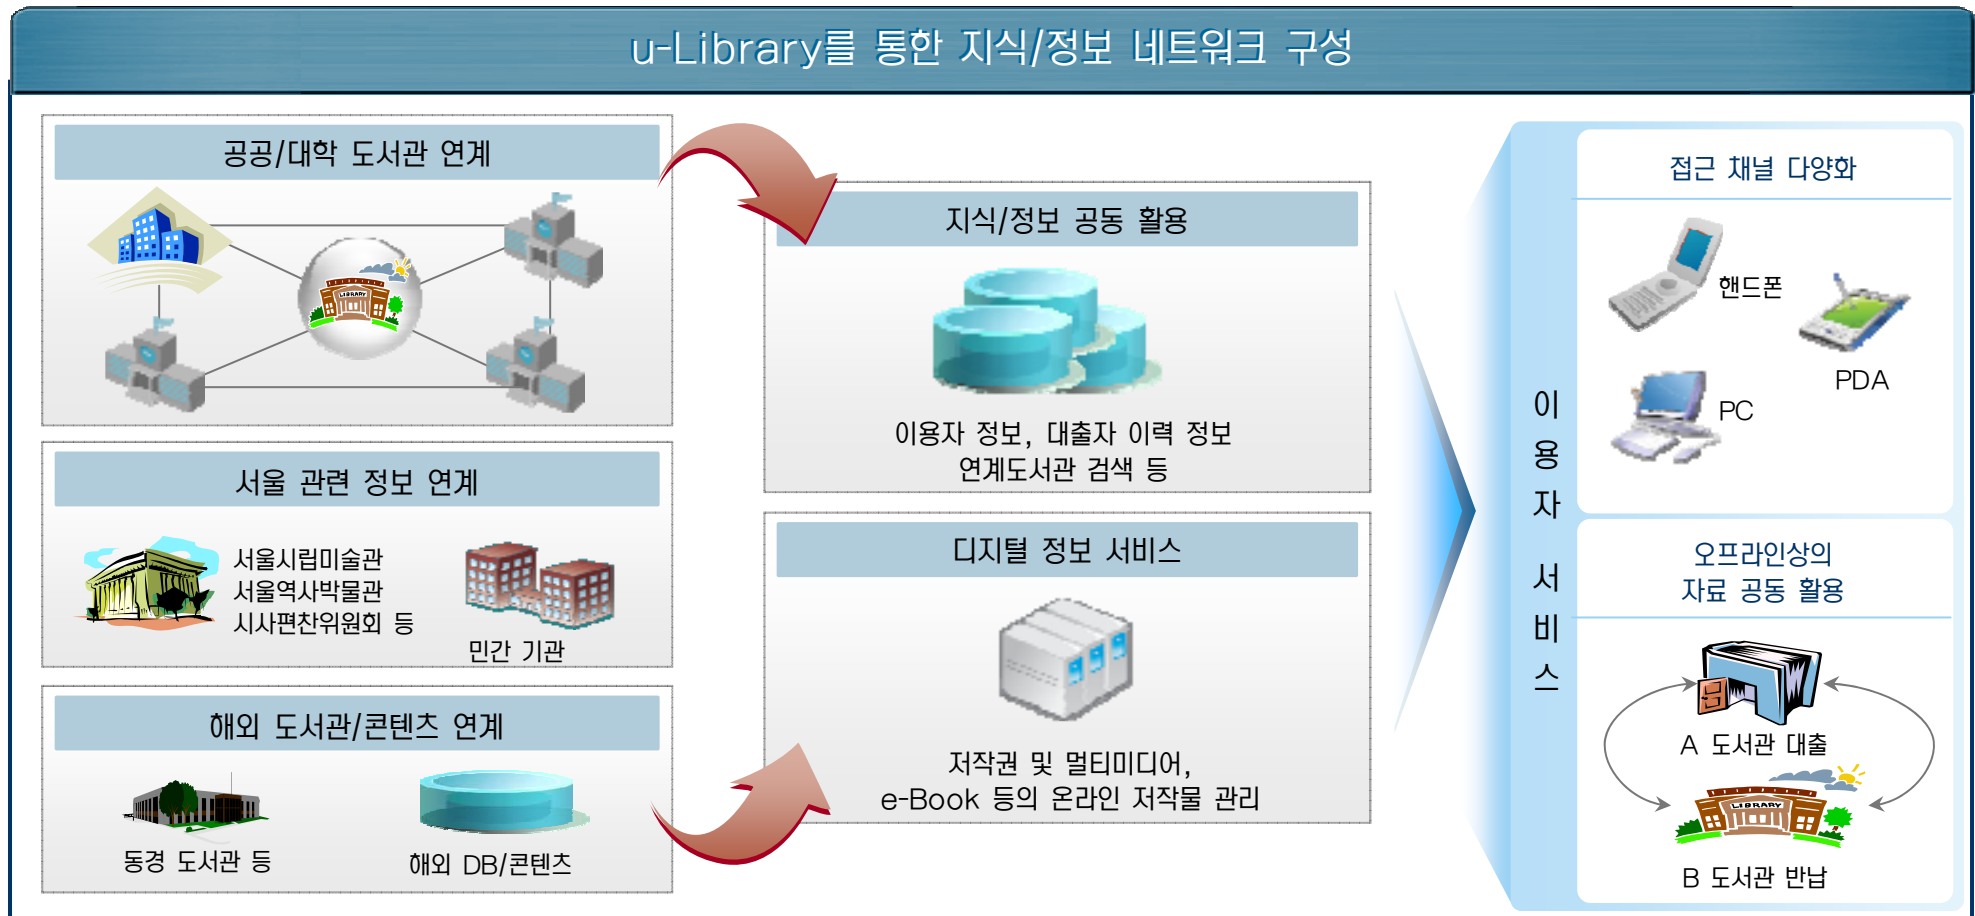 u-Library를 통한 지식/정보 네트워크 구성
공공/대학 도서관 연계
LIBRARY
서울 관련 정보 연계
서울시립미술관
서울역사박물관
시사편찬위원회 등
민간 기관
해외 도서관/콘텐츠 연계
동경 도서관 등
해외 DB/콘텐츠
지식/정보 공동 활용
이용자 정보, 대출자 이력 정보
연계도서관 검색 등
디지털 정보 서비스
저작권 및 멀티미디어,
e-Book 등의 온라인 저작물 관리
이용자 서비스
접근 채널 다양화
핸드폰
PDA
PC
오프라인상의
자료 공동 활용
A 도서관 대출
LIBRARY
B 도서관 반납